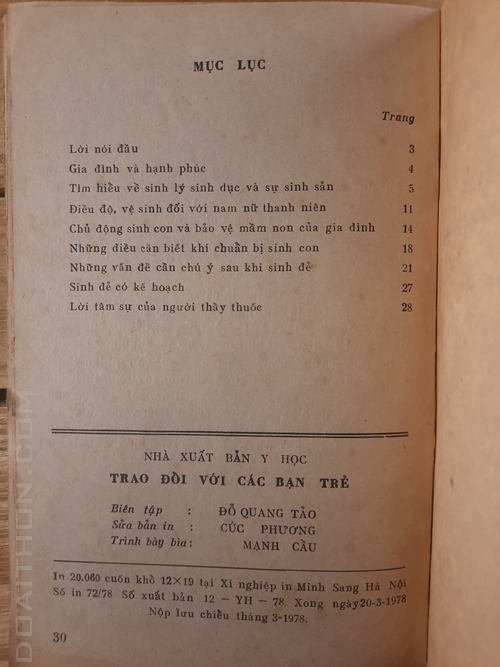 MỤC LỤC
Trang
Lời nói đầu 3
Gia đình và hạnh phúc 4
Tìm hiểu về sinh lý sinh dục và sự sinh sản 5
Điều độ, vệ sinh đối với nam nữ thanh niên 11
Chủ động sinh con và bảo vệ mầm non của gia đình 14
Những điều cần biết khi chuẩn bị sinh con 18
Những vấn đề cần chú ý sau khi sinh đẻ 21
Sinh đẻ có kế hoạch 27
Lời tâm sự của người thầy thuốc 28
NHÀ XUẤT BẢN Y HỌC
TRAO ĐỔI VỚI CÁC BẠN TRẺ
Biên tập : ĐỖ QUANG TẢO
Sửa bản in : CÚC PHƯƠNG
Trình bày bìa: MẠNH CẦU
In 20.060 cuốn khổ 12×19 tại Xí nghiệp in Minh Sang Hà Nội
Số in 72/78 Số xuất bản 12 — YH — 78. Xong ngày 20-3-1978
Nộp lưu chiểu tháng 3-1978.
30
DOAITHON.COM